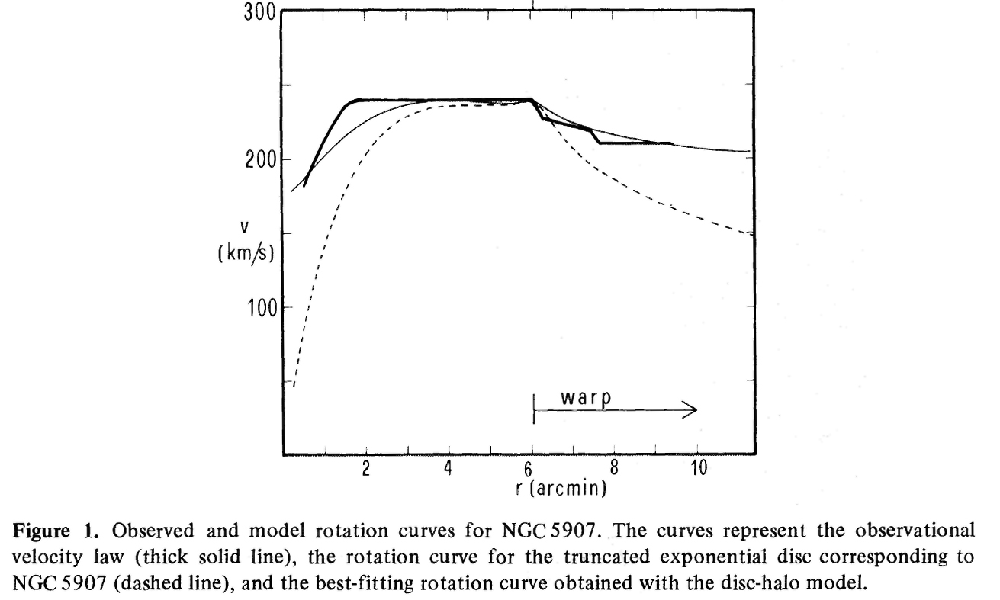 300
200
v
(km/s)
100
warp
2 4 6 8 10
r (arcmin)
Figure 1. Observed and model rotation curves for NGC 5907. The curves represent the observational
velocity law (thick solid line), the rotation curve for the truncated exponential disc corresponding to
NGC 5907 (dashed line), and the best-fitting rotation curve obtained with the disc-halo model.